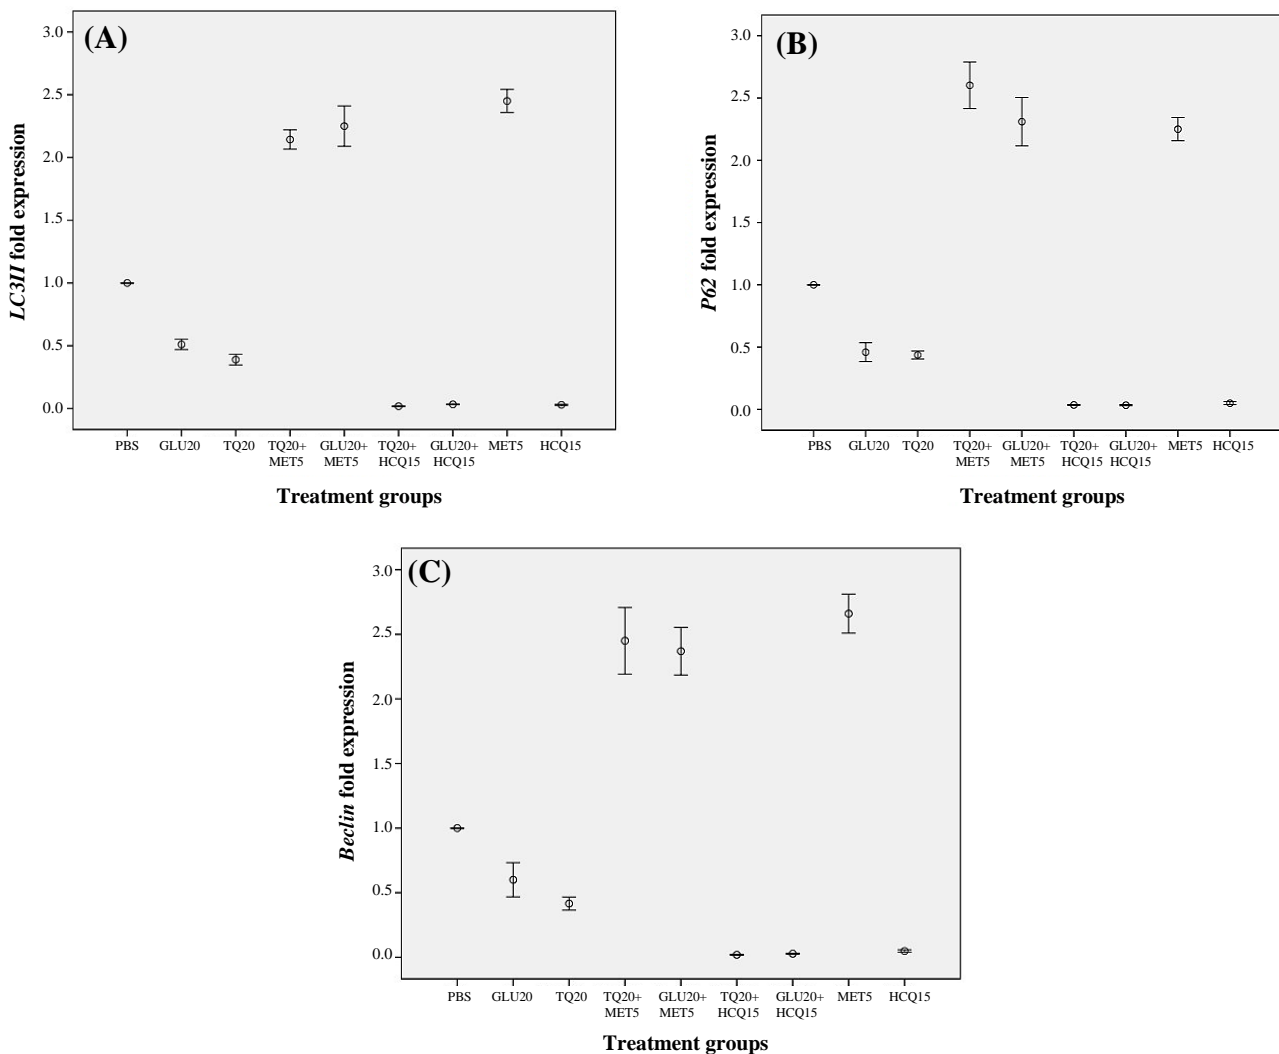 (A)
3.0
2.5
2.0
1.5
1.0
0.5
0.0
LC3II fold expression
PBS GLU20 TQ20 TQ20+ GLU20+ TQ20+ GLU20+ MET5 HCQ15
MET5 MET5 HCQ15 HCQ15
Treatment groups
(B)
3.0
2.5
2.0
1.5
1.0
0.5
0.0
P62 fold expression
PBS GLU20 TQ20 TQ20+ GLU20+ TQ20+ GLU20+ MET5 HCQ15
MET5 MET5 HCQ15 HCQ15
Treatment groups
(C)
3.0
2.5
2.0
1.5
1.0
0.5
0.0
Beclin fold expression
PBS GLU20 TQ20 TQ20+ GLU20+ TQ20+ GLU20+ MET5 HCQ15
MET5 MET5 HCQ15 HCQ15
Treatment groups